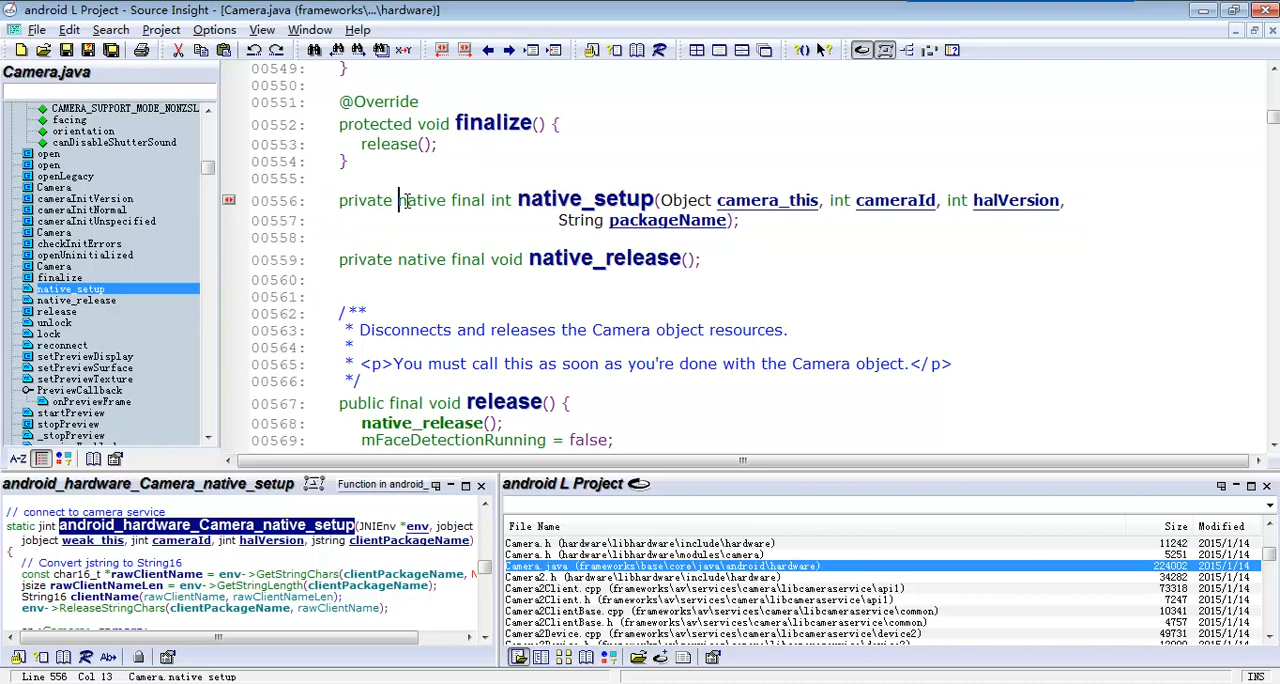 android L Project - Source Insight - [Camera.java (frameworks\...\hardware)]
File Edit Search Project Options View Window Help
Camera.java
CAMERA_SUPPORT_MODE_NONZSL
facing
orientation
canDisableShutterSound
open
open
openLegacy
Camera
cameraInitVersion
cameraInitNormal
cameraInitUnspecified
Camera
checkInitErrors
openUninitialized
Camera
finalize
native_setup
native_release
release
unlock
lock
reconnect
setPreviewDisplay
setPreviewSurface
setPreviewTexture
PreviewCallback
onPreviewFrame
startPreview
stopPreview
_stopPreview
A-Z
00549: }
00550:
00551: @Override
00552: protected void finalize() {
00553: release();
00554: }
00555:
00556: private native final int native_setup(Object camera_this, int cameraId, int halVersion,
00557: String packageName);
00558:
00559: private native final void native_release();
00560:
00561:
00562: /**
00563: * Disconnects and releases the Camera object resources.
00564: *
00565: * <p>You must call this as soon as you're done with the Camera object.</p>
00566: */
00567: public final void release() {
00568: native_release();
00569: mFaceDetectionRunning = false;
android_hardware_Camera_native_setup Function in android_
// connect to camera service
static jint android_hardware_Camera_native_setup(JNIEnv *env, jobject
jobject weak_this, jint cameraId, jint halVersion, jstring clientPackageName)
{
// Convert jstring to String16
const char16_t *rawClientName = env->GetStringChars(clientPackageName, N
jsize rawClientNameLen = env->GetStringLength(clientPackageName);
String16 clientName(rawClientName, rawClientNameLen);
env->ReleaseStringChars(clientPackageName, rawClientName);
android L Project
File Name Size Modified
Camera.h (hardware\libhardware\include\hardware) 11242 2015/1/14
Camera.h (hardware\libhardware\modules\camera) 5251 2015/1/14
Camera.java (frameworks\base\core\java\android\hardware) 224002 2015/1/14
Camera2.h (hardware\libhardware\include\hardware) 34282 2015/1/14
Camera2Client.cpp (frameworks\av\services\camera\libcameraservice\api1) 73318 2015/1/14
Camera2Client.h (frameworks\av\services\camera\libcameraservice\api1) 7247 2015/1/14
Camera2ClientBase.cpp (frameworks\av\services\camera\libcameraservice\common) 10341 2015/1/14
Camera2ClientBase.h (frameworks\av\services\camera\libcameraservice\common) 4757 2015/1/14
Camera2Device.cpp (frameworks\av\services\camera\libcameraservice\device2) 49731 2015/1/14
Line 556 Col 13 Camera.native_setup INS